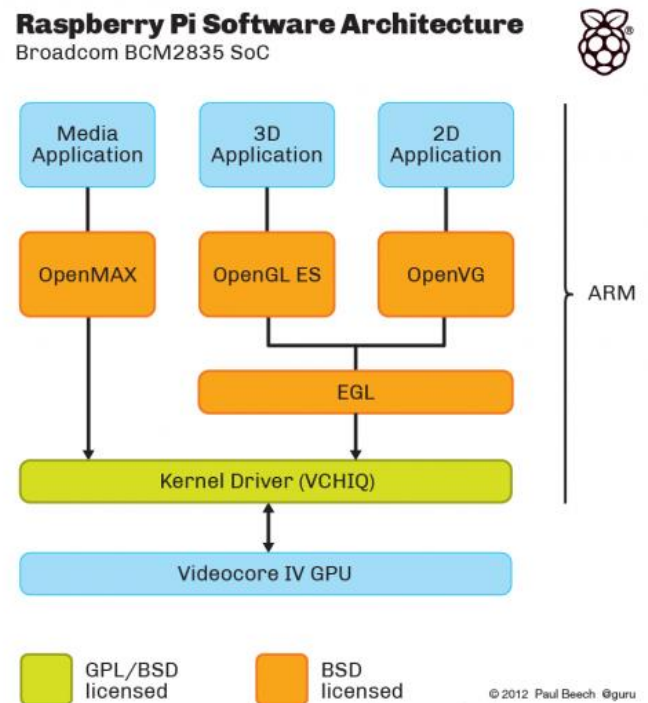 Raspberry Pi Software Architecture
Broadcom BCM2835 SoC
®
Media
Application
3D
Application
2D
Application
OpenMAX
OpenGL ES
OpenVG
ARM
EGL
Kernel Driver (VCHIQ)
Videocore IV GPU
GPL/BSD
licensed
BSD
licensed
© 2012 Paul Beech @guru